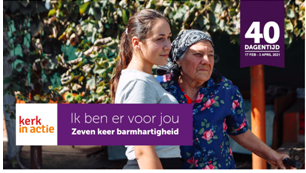 40
DAGENTIJD
17 FEB - 3 APRIL 2021
kerk
in actie
Ik ben er voor jou
Zeven keer barmhartigheid